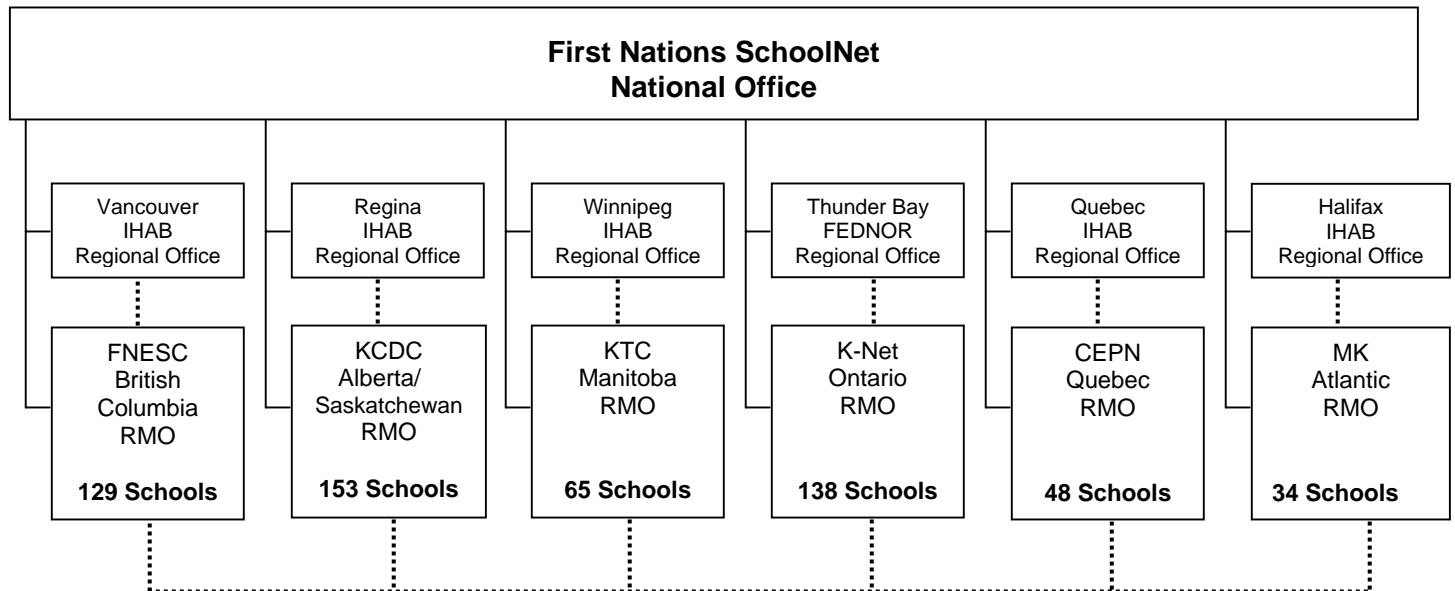 First Nations SchoolNet
National Office
Vancouver
IHAB
Regional Office
Regina
IHAB
Regional Office
Winnipeg
IHAB
Regional Office
Thunder Bay
FEDNOR
Regional Office
Quebec
IHAB
Regional Office
Halifax
IHAB
Regional Office
FNESC
British
Columbia
RMO
129 Schools
KCDC
Alberta/
Saskatchewan
RMO
153 Schools
KTC
Manitoba
RMO
65 Schools
K-Net
Ontario
RMO
138 Schools
CEPN
Quebec
RMO
48 Schools
MK
Atlantic
RMO
34 Schools